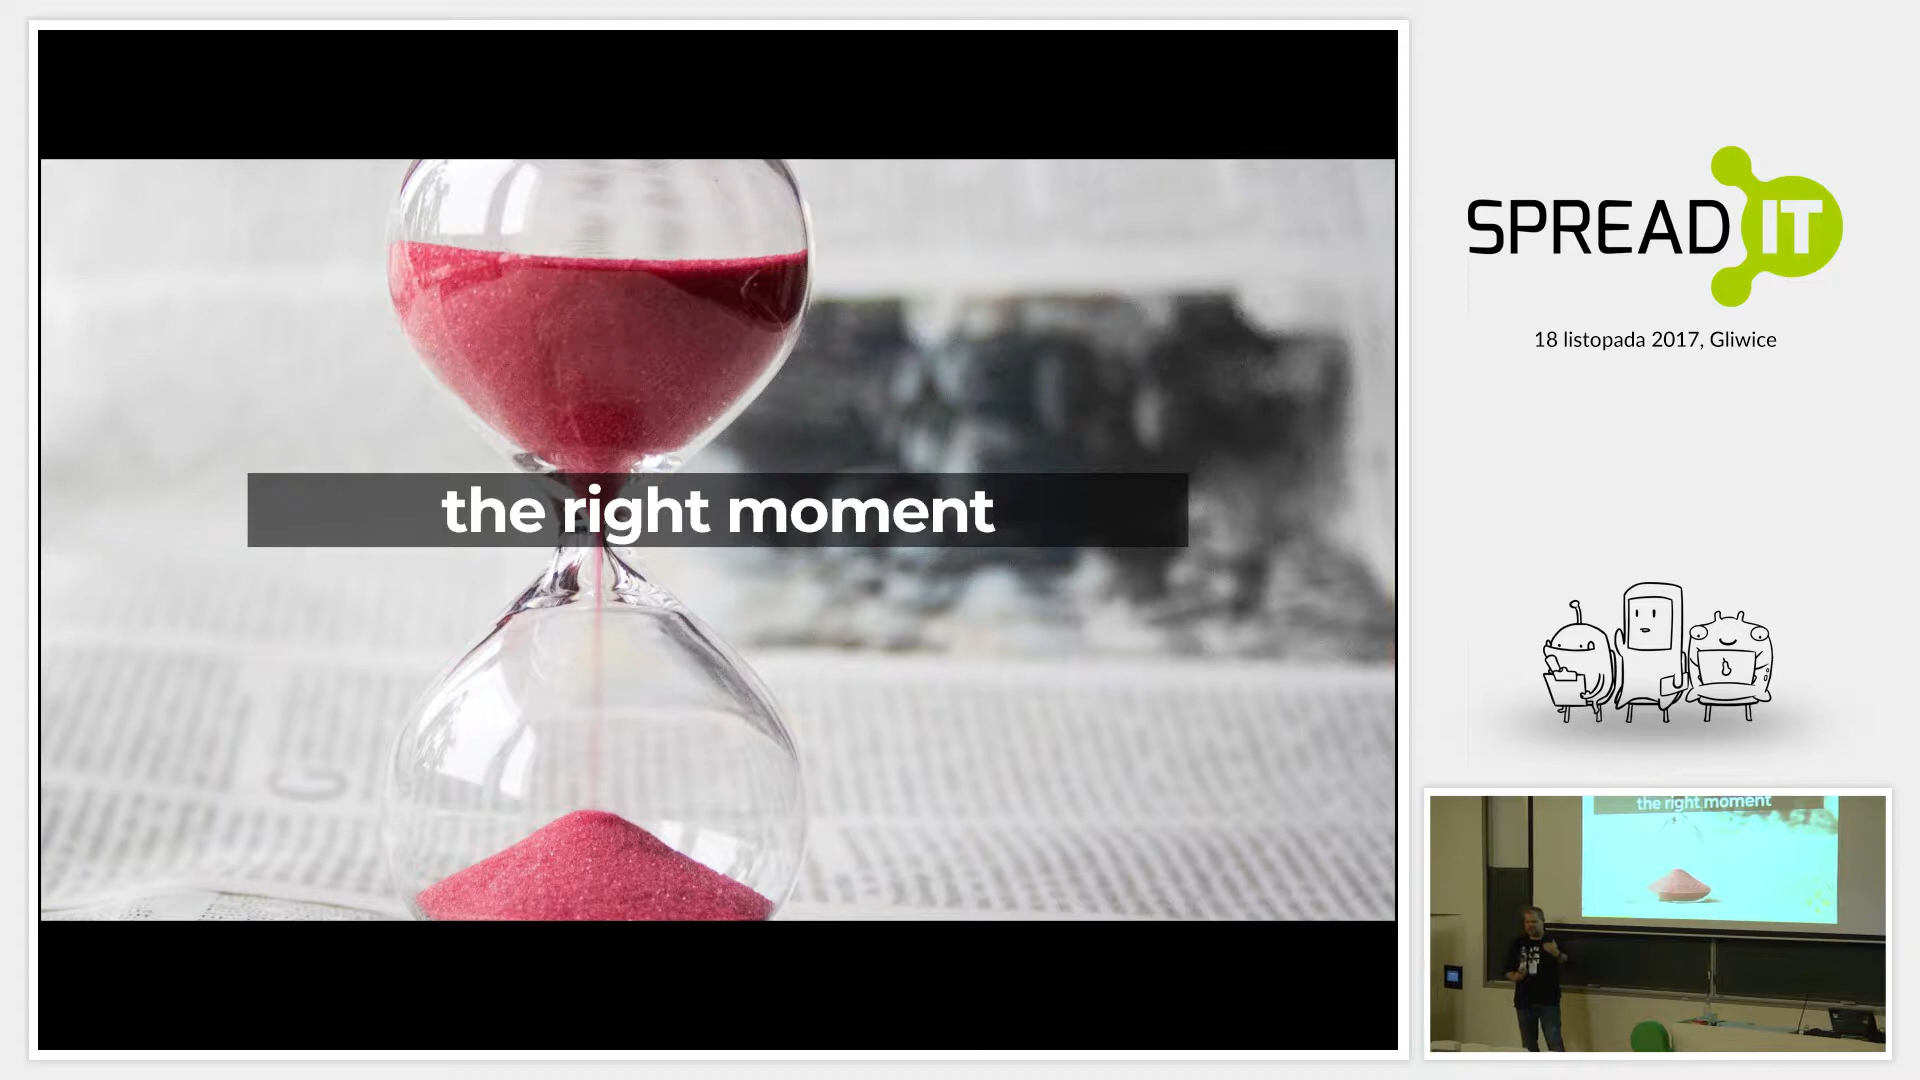 the right moment
SPREAD IT
18 listopada 2017, Gliwice
the right moment